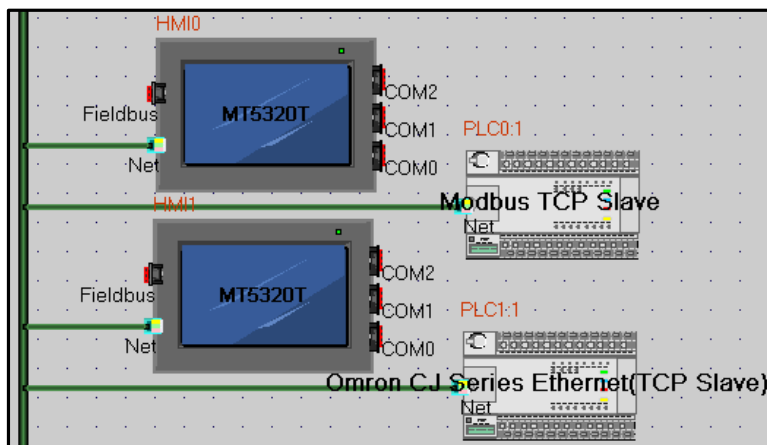 HMI0
MT5320T
Fieldbus
Net
COM2
COM1
COM0
PLC0:1
Modbus TCP Slave
Net
HMI1
MT5320T
Fieldbus
Net
COM2
COM1
COM0
PLC1:1
Omron CJ Series Ethernet(TCP Slave)
Net